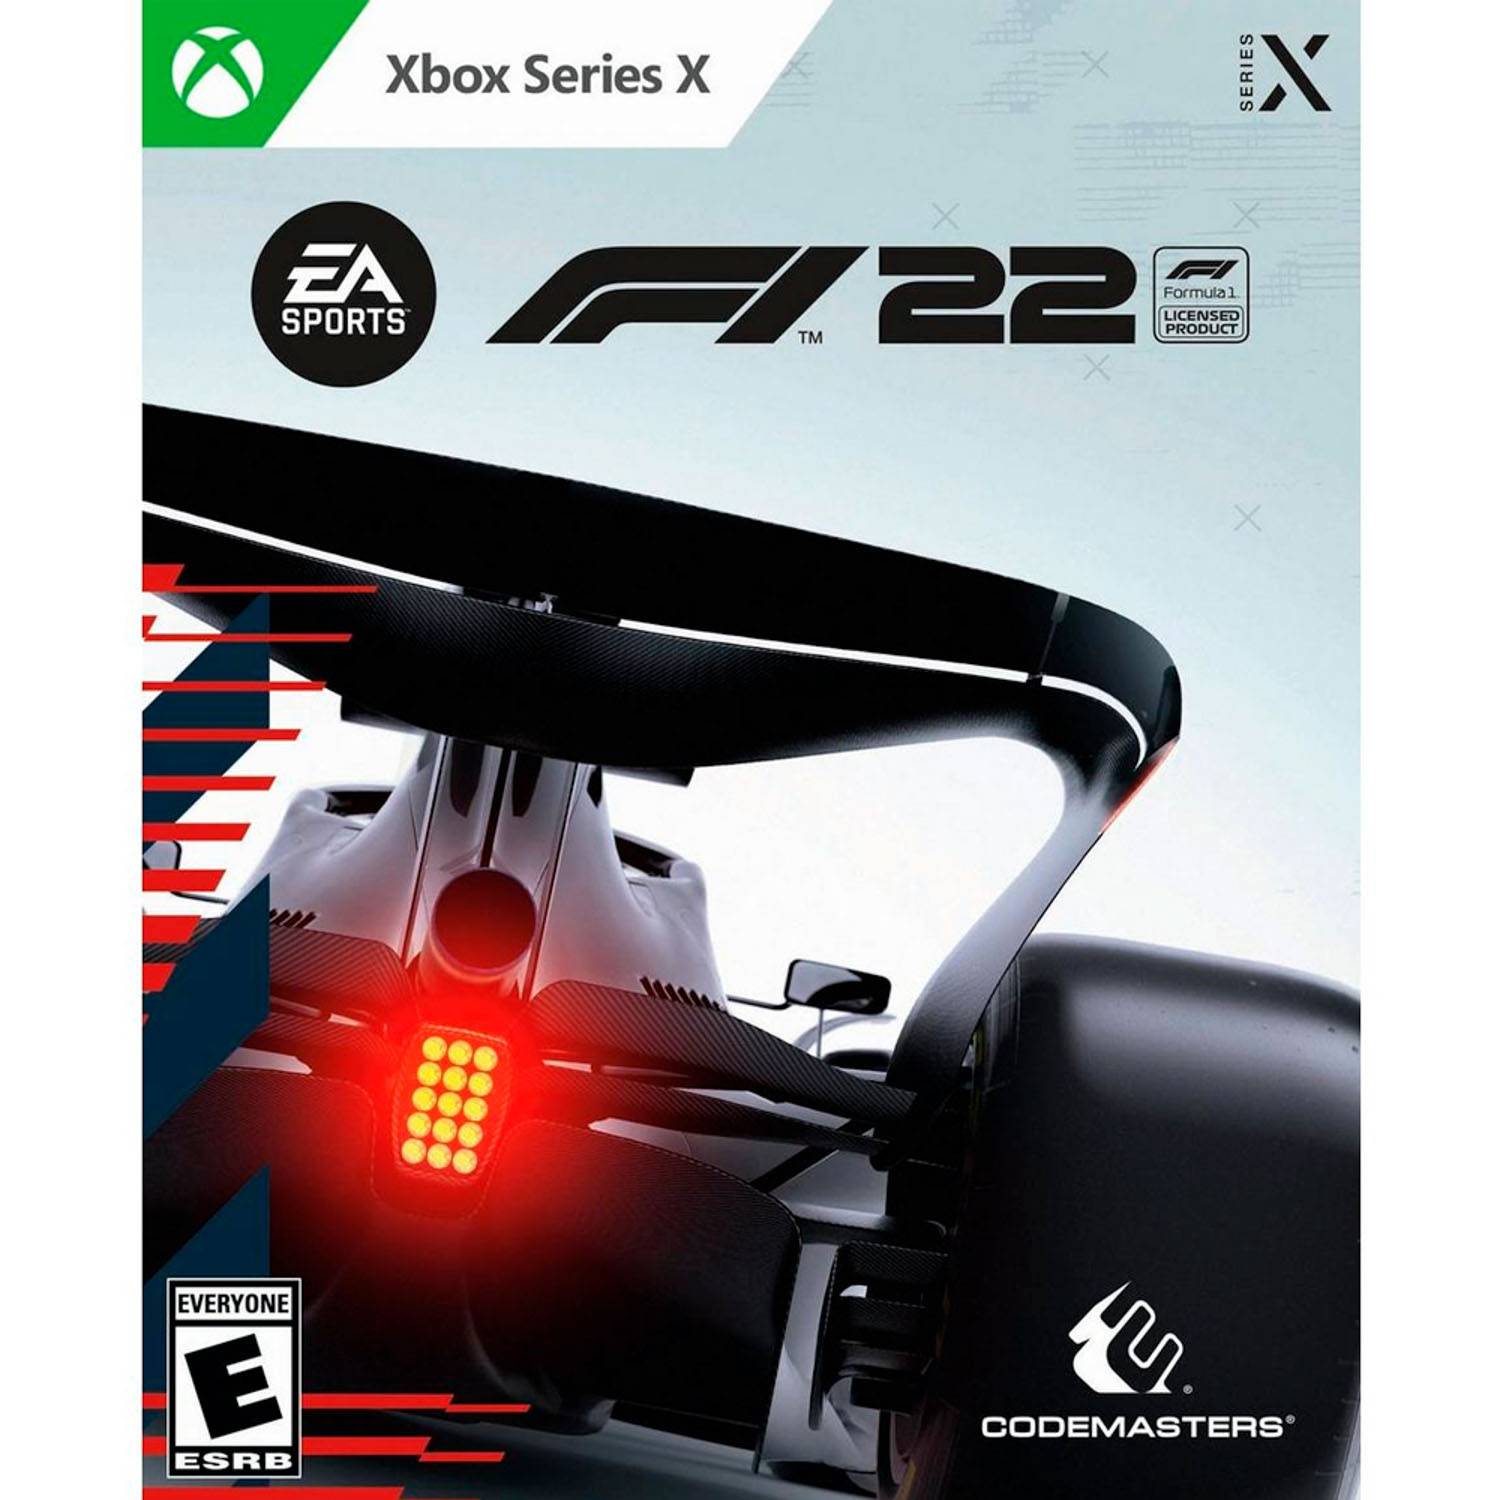 Xbox Series X
SERIES X
EA
SPORTS
F1 22
TM
F1
Formula 1
LICENSED
PRODUCT
EVERYONE
E
ESRB
CODEMASTERS®